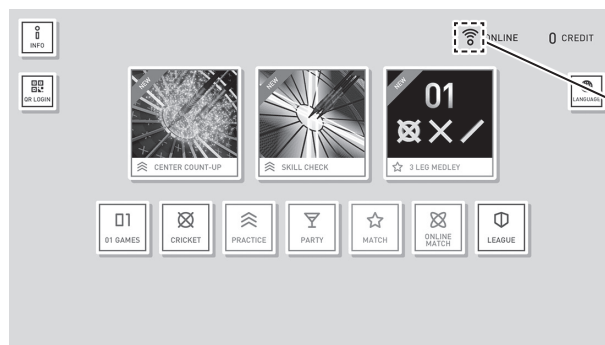 INFO
ONLINE
0 CREDIT
QR LOGIN
LANGUAGE
NEW
NEW
NEW
01
CENTER COUNT-UP
SKILL CHECK
3 LEG MEDLEY
01
01 GAMES
CRICKET
PRACTICE
PARTY
MATCH
ONLINE
MATCH
LEAGUE